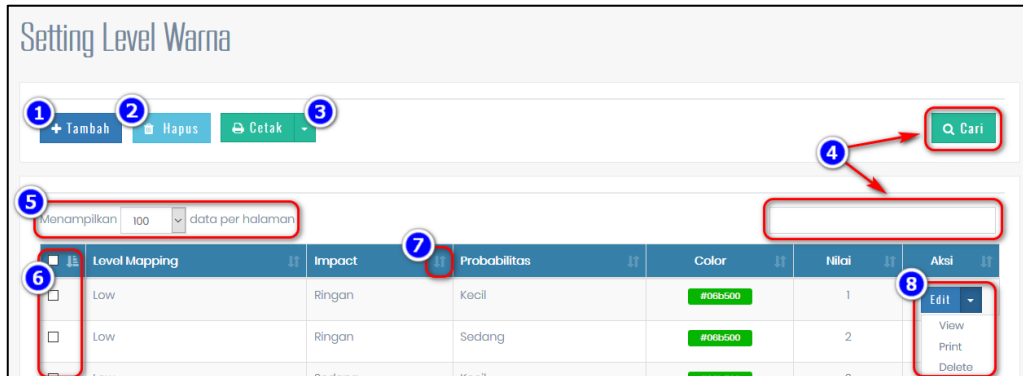 Setting Level Warna
1 + Tambah 2 Hapus Cetak 3 4 Cari
5 Menampilkan 100 data per halaman
6 Level Mapping Impact 7 Probabilitas Color Nilai Aksi
Low Ringan Kecil #06b500 1 8 Edit
View
Low Ringan Sedang #06b500 2
Print
Delete